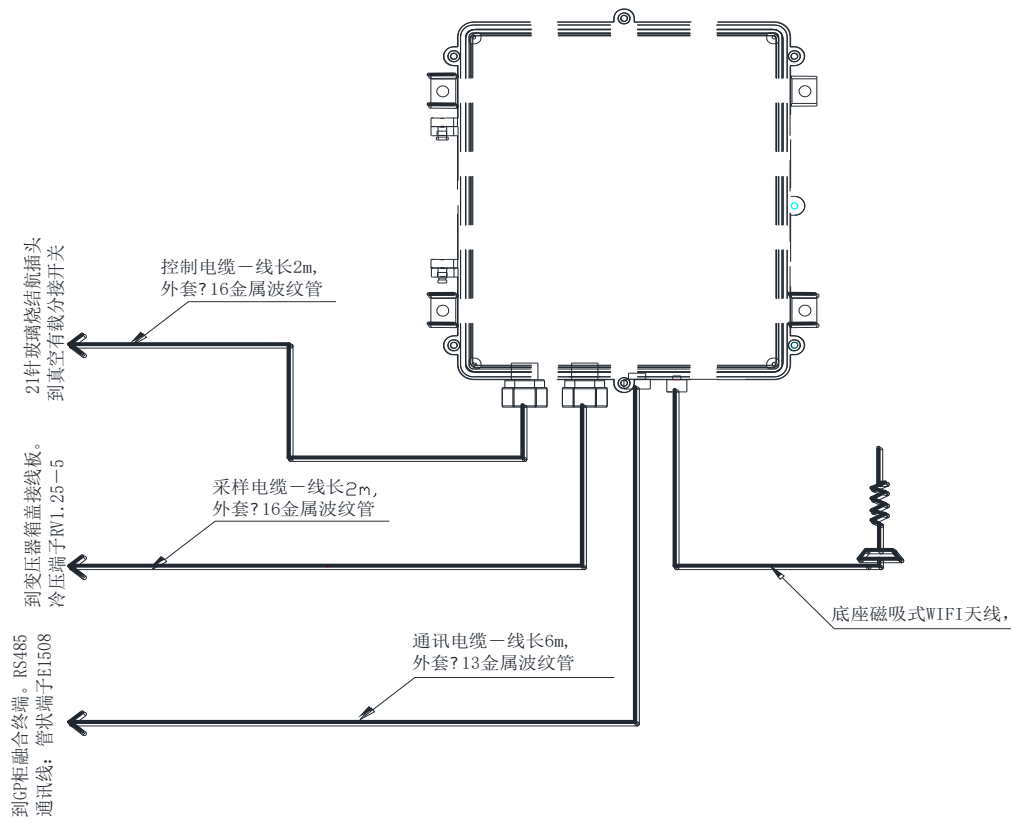 21针玻璃烧结航插头
到真空有载分接开关
控制电缆－线长2m,
外套?16金属波纹管
到变压器箱盖接线板。
冷压端子RV1.25－5
采样电缆－线长2m,
外套?16金属波纹管
底座磁吸式WIFI天线,
通讯电缆－线长6m,
外套?13金属波纹管
到GP柜融合终端。RS485
通讯线：管状端子E1508